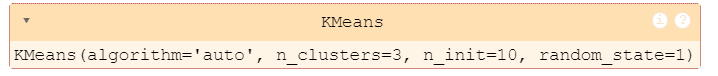 KMeans
KMeans(algorithm='auto', n_clusters=3, n_init=10, random_state=1)